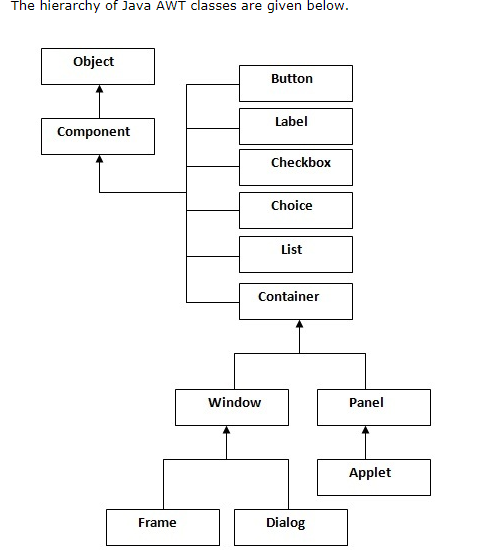 The hierarchy of Java AWT classes are given below.
Object
Button
Label
Component
Checkbox
Choice
List
Container
Window
Panel
Applet
Frame
Dialog